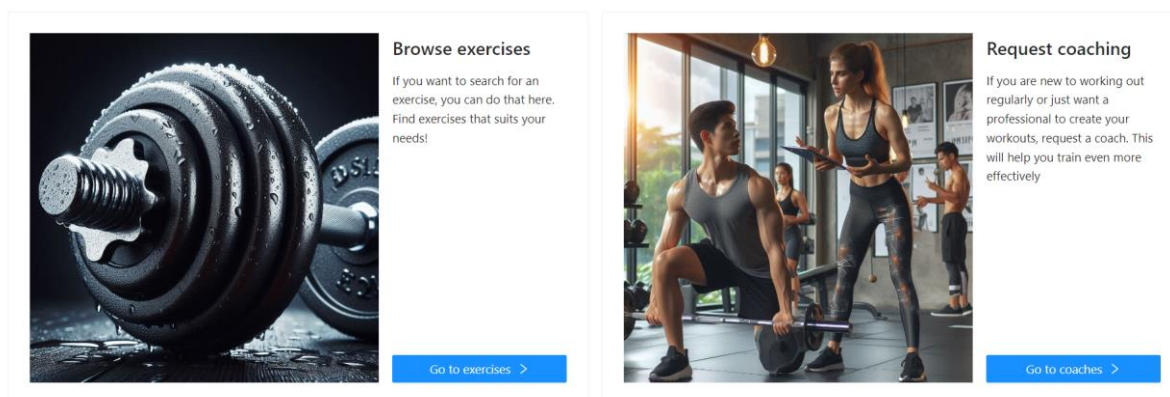 Browse exercises
If you want to search for an
exercise, you can do that here.
Find exercises that suits your
needs!
Go to exercises
Request coaching
If you are new to working out
regularly or just want a
professional to create your
workouts, request a coach. This
will help you train even more
effectively
Go to coaches